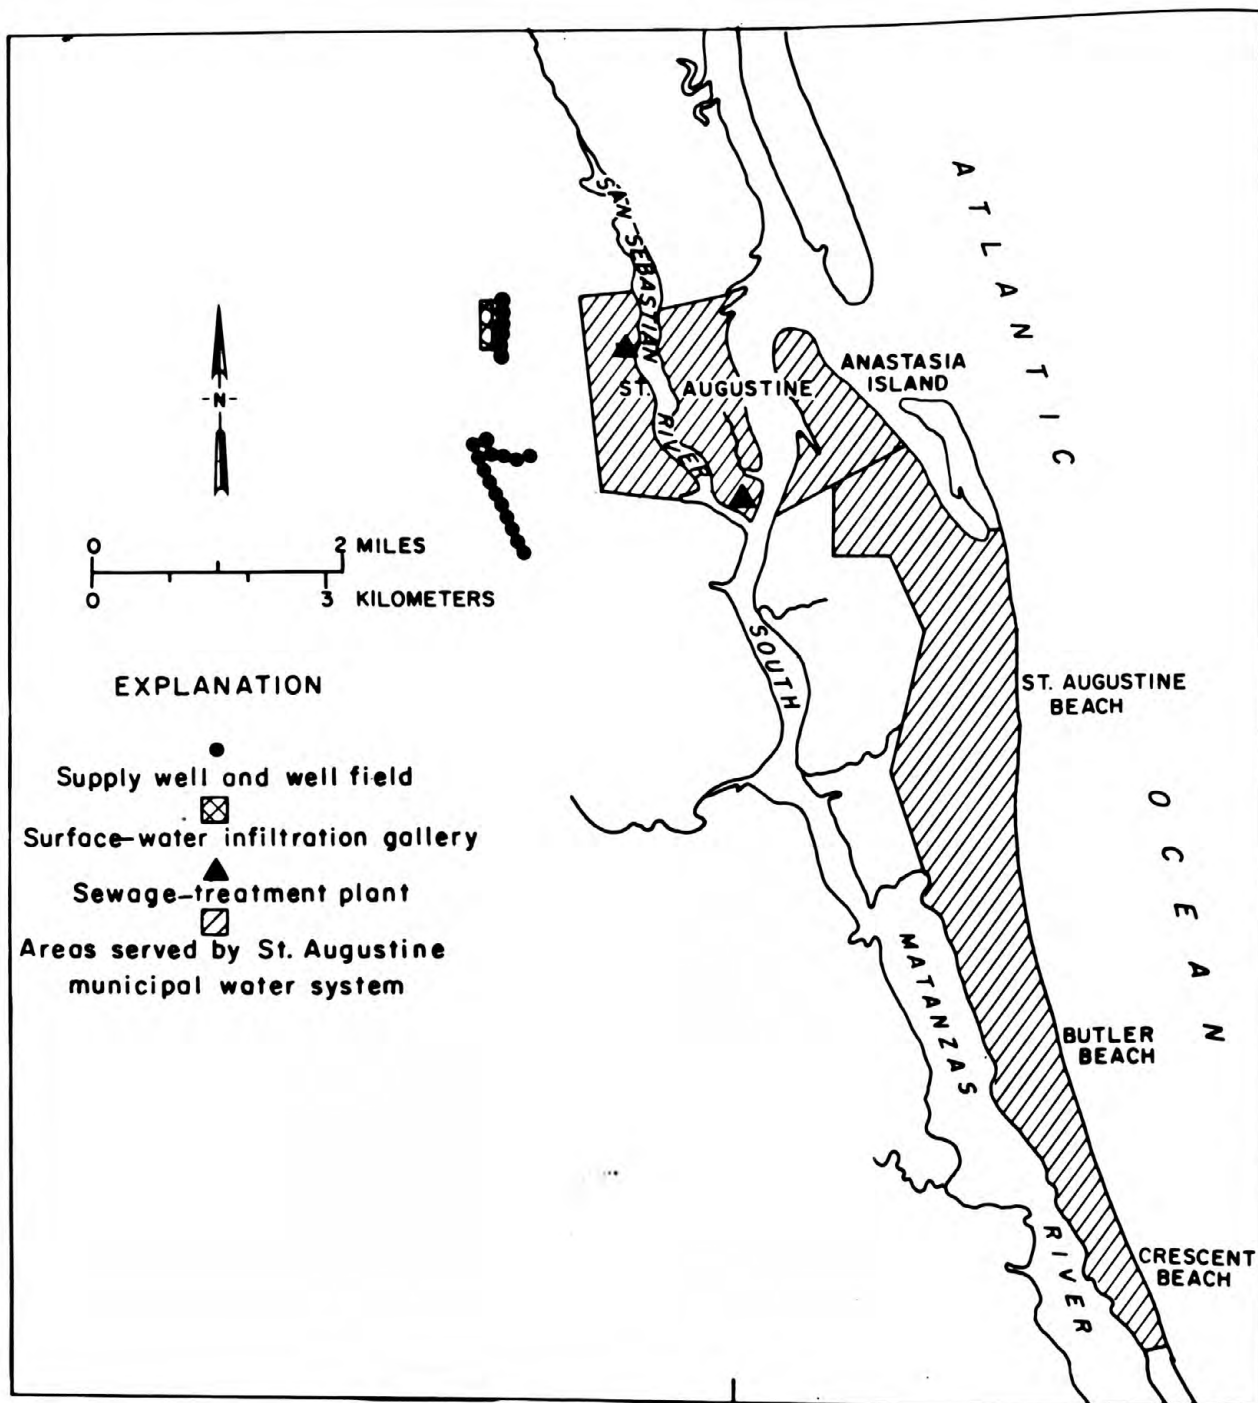 SAN SEBASTIAN
RIVER
ATLANTIC
OCEAN
ANASTASIA
ISLAND
ST. AUGUSTINE
-N-
0 2 MILES
0 3 KILOMETERS
SOUTH
EXPLANATION
Supply well and well field
Surface-water infiltration gallery
Sewage-treatment plant
Areas served by St. Augustine
municipal water system
ST. AUGUSTINE
BEACH
MATANZAS
RIVER
BUTLER
BEACH
CRESCENT
BEACH